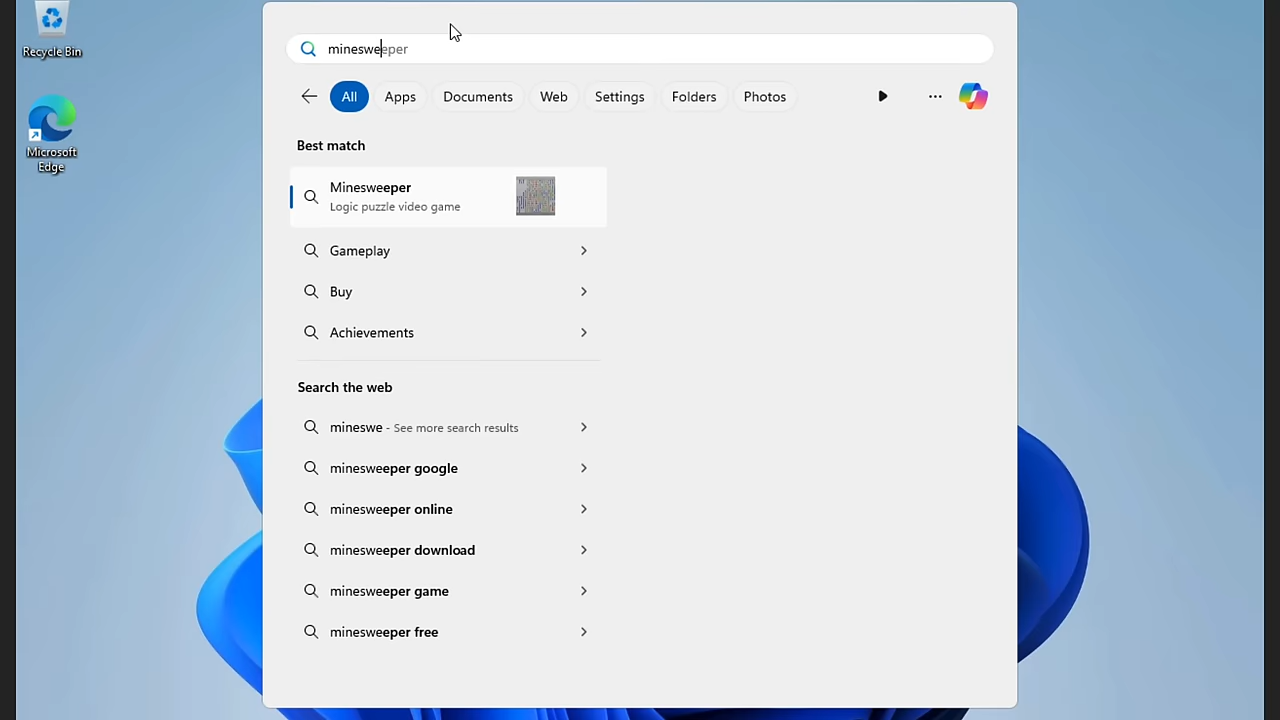 Recycle Bin
Microsoft
Edge
minesweeper
All
Apps
Documents
Web
Settings
Folders
Photos
Best match
Minesweeper
Logic puzzle video game
Gameplay
Buy
Achievements
Search the web
mineswe - See more search results
minesweeper google
minesweeper online
minesweeper download
minesweeper game
minesweeper free